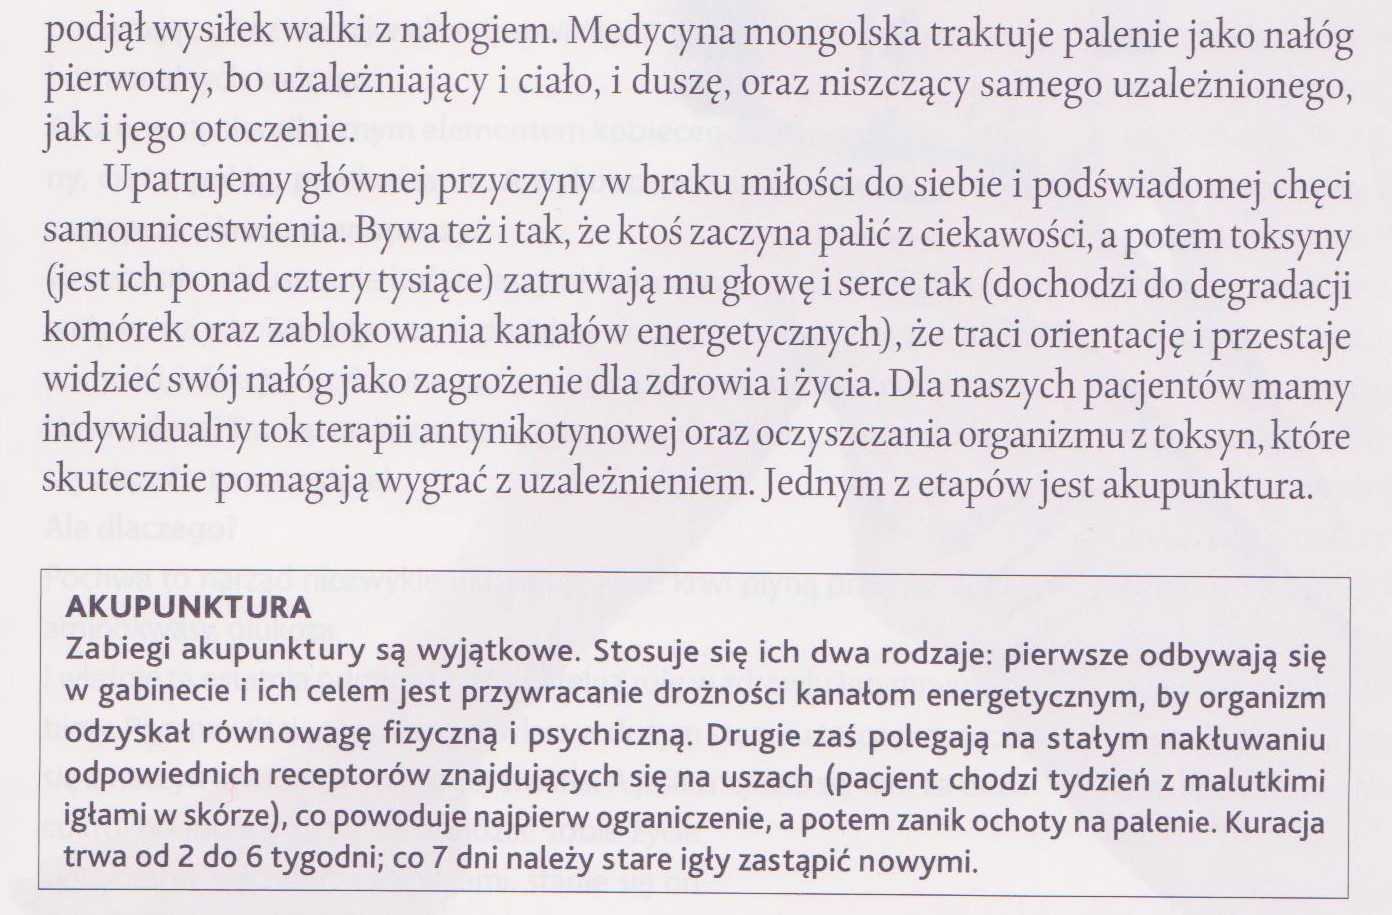 podjął wysiłek walki z nałogiem. Medycyna mongolska traktuje palenie jako nałóg
pierwotny, bo uzależniający i ciało, i duszę, oraz niszczący samego uzależnionego,
jak i jego otoczenie.
Upatrujemy głównej przyczyny w braku miłości do siebie i podświadomej chęci
samounicestwienia. Bywa też i tak, że ktoś zaczyna palić z ciekawości, a potem toksyny
(jest ich ponad cztery tysiące) zatruwają mu głowę i serce tak (dochodzi do degradacji
komórek oraz zablokowania kanałów energetycznych), że traci orientację i przestaje
widzieć swój nałóg jako zagrożenie dla zdrowia i życia. Dla naszych pacjentów mamy
indywidualny tok terapii antynikotynowej oraz oczyszczania organizmu z toksyn, które
skutecznie pomagają wygrać z uzależnieniem. Jednym z etapów jest akupunktura.
Ale dlaczego?
AKUPUNKTURA
Zabiegi akupunktury są wyjątkowe. Stosuje się ich dwa rodzaje: pierwsze odbywają się
w gabinecie i ich celem jest przywracanie drożności kanałom energetycznym, by organizm
odzyskał równowagę fizyczną i psychiczną. Drugie zaś polegają na stałym nakłuwaniu
odpowiednich receptorów znajdujących się na uszach (pacjent chodzi tydzień z malutkimi
igłami w skórze), co powoduje najpierw ograniczenie, a potem zanik ochoty na palenie. Kuracja
trwa od 2 do 6 tygodni; co 7 dni należy stare igły zastąpić nowymi.